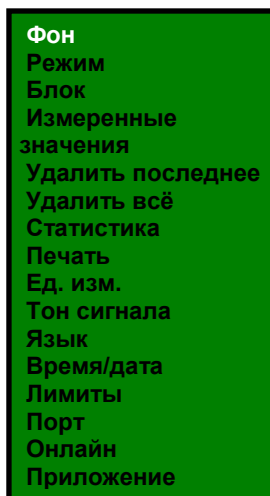 Фон
Режим
Блок
Измеренные
значения
Удалить последнее
Удалить всё
Статистика
Печать
Ед. изм.
Тон сигнала
Язык
Время/дата
Лимиты
Порт
Онлайн
Приложение